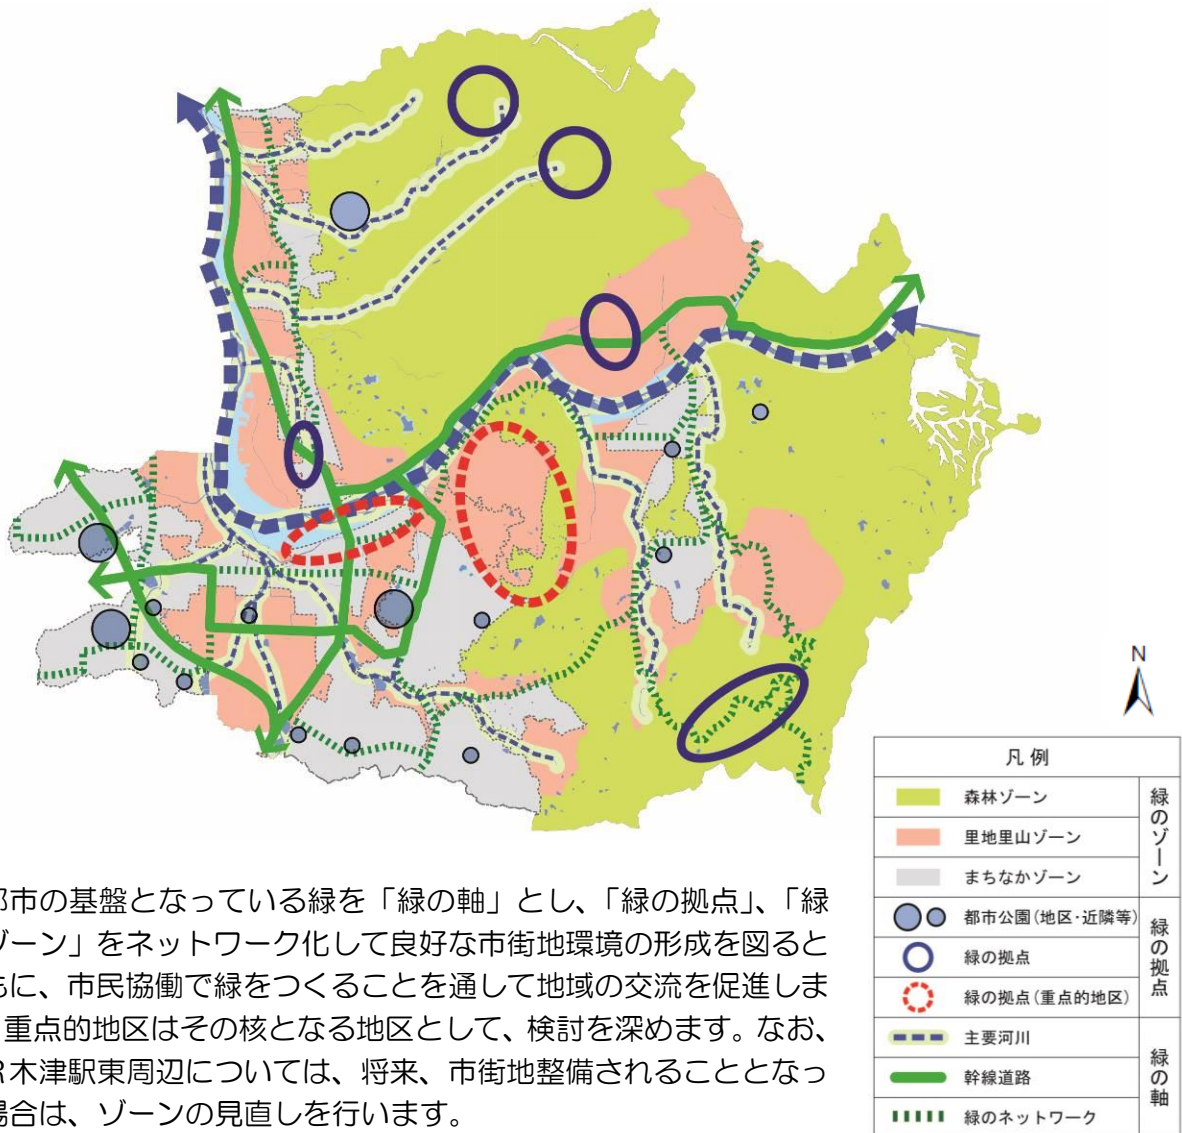 N
凡例
森林ゾーン
里地里山ゾーン
まちなかゾーン
緑のゾーン
都市公園(地区・近隣等)
緑の拠点
緑の拠点(重点的地区)
緑の拠点
主要河川
幹線道路
緑のネットワーク
緑の軸
都市の基盤となっている緑を「緑の軸」とし、「緑の拠点」、「緑
ゾーン」をネットワーク化して良好な市街地環境の形成を図ると
もに、市民協働で緑をつくることを通して地域の交流を促進しま
重点的地区はその核となる地区として、検討を深めます。なお、
R木津駅東周辺については、将来、市街地整備されることとなっ
場合は、ゾーンの見直しを行います。